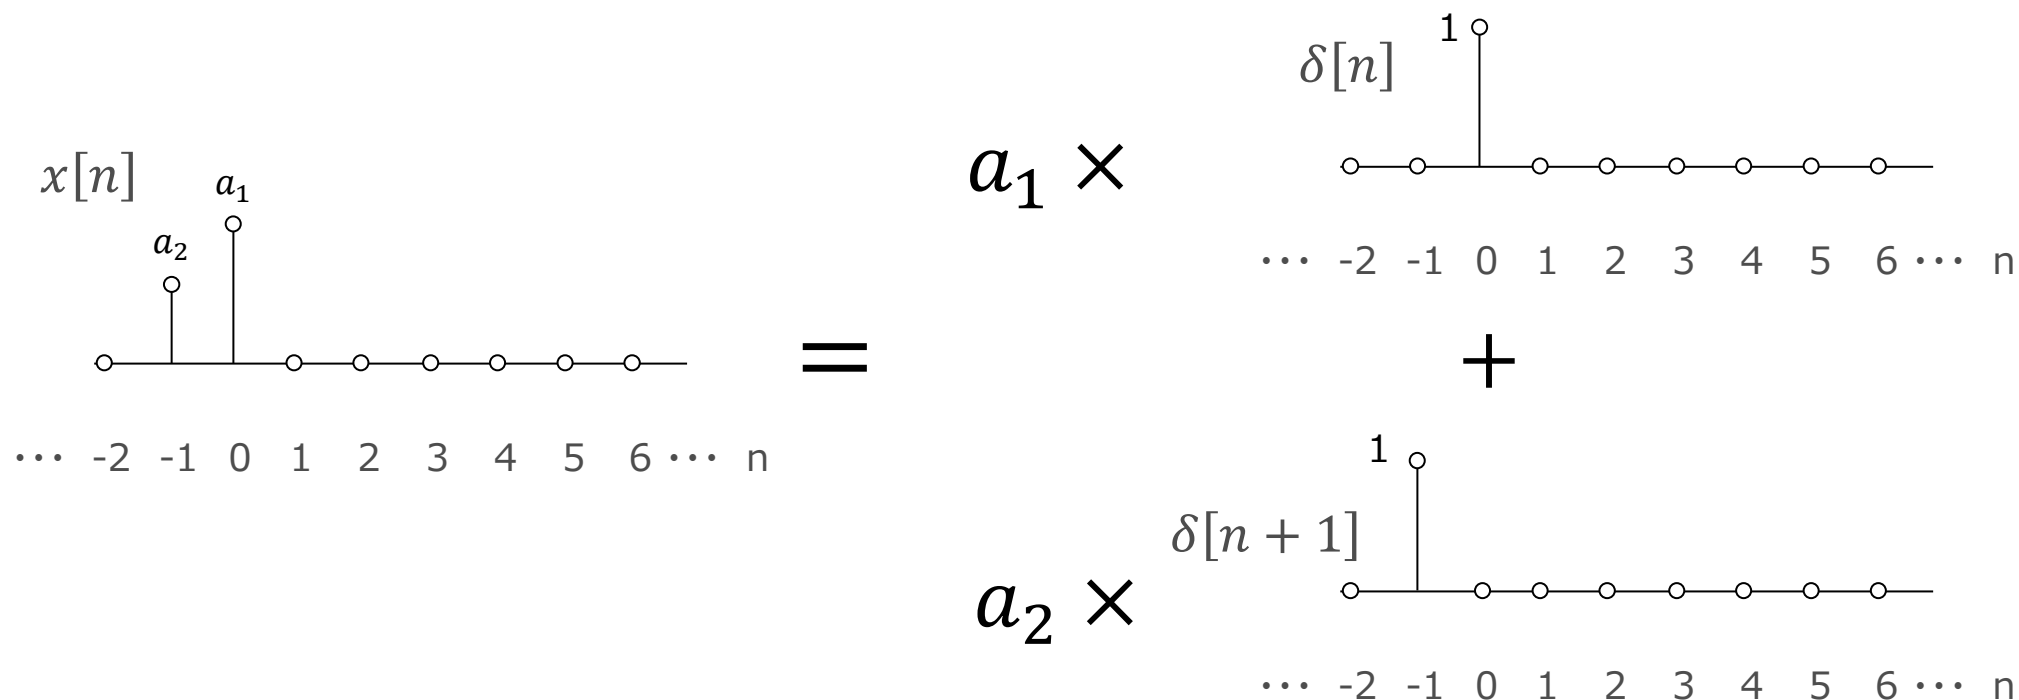 x[n]
a₁
a₂
⋯ -2 -1 0 1 2 3 4 5 6 ⋯ n
=
a₁ ×
δ[n]
1
⋯ -2 -1 0 1 2 3 4 5 6 ⋯ n
+
a₂ ×
δ[n + 1]
1
⋯ -2 -1 0 1 2 3 4 5 6 ⋯ n